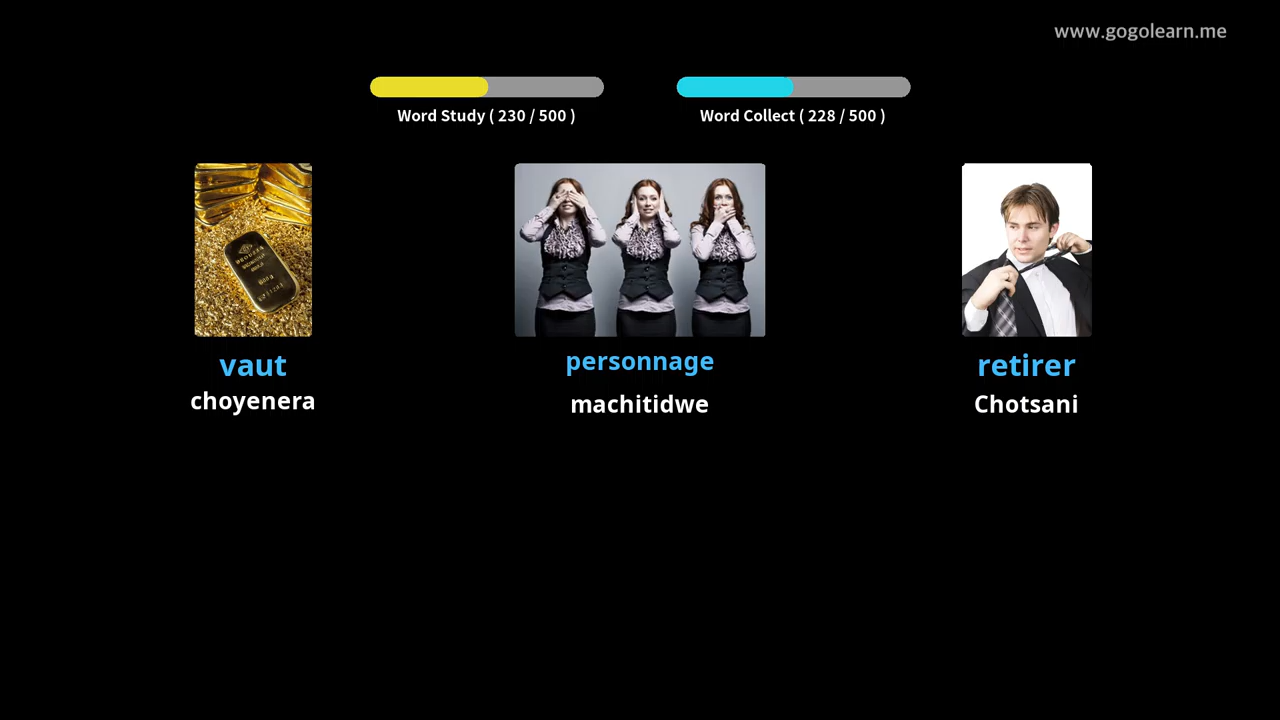 www.gogolearn.me
Word Study ( 230 / 500 )
Word Collect ( 228 / 500 )
vaut
choyenera
personnage
machitidwe
retirer
Chotsani